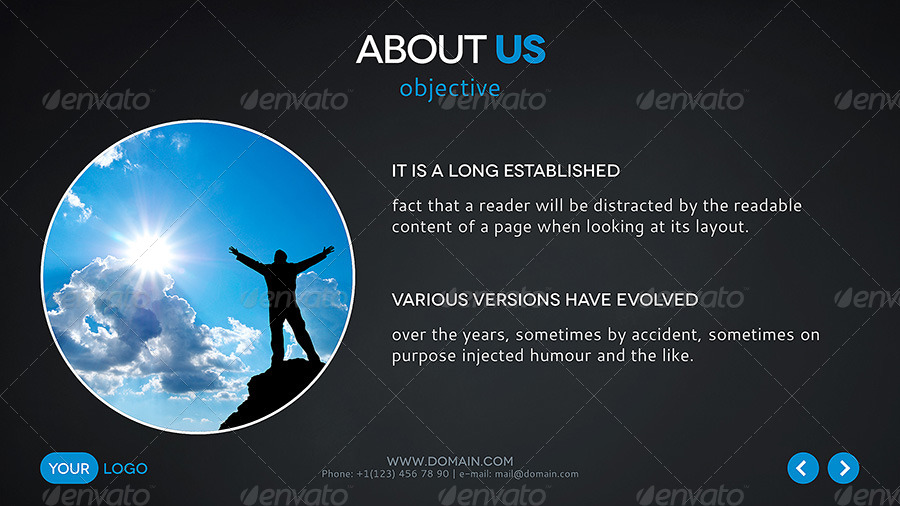 ABOUT US
objective
IT IS A LONG ESTABLISHED
fact that a reader will be distracted by the readable
content of a page when looking at its layout.
VARIOUS VERSIONS HAVE EVOLVED
over the years, sometimes by accident, sometimes on
purpose injected humour and the like.
YOUR LOGO
WWW.DOMAIN.COM
Phone: +1(123) 456 78 90 | e-mail: mail@domain.com
envato envato envato envato envato
envato envato envato envato envato
envato envato envato envato envato